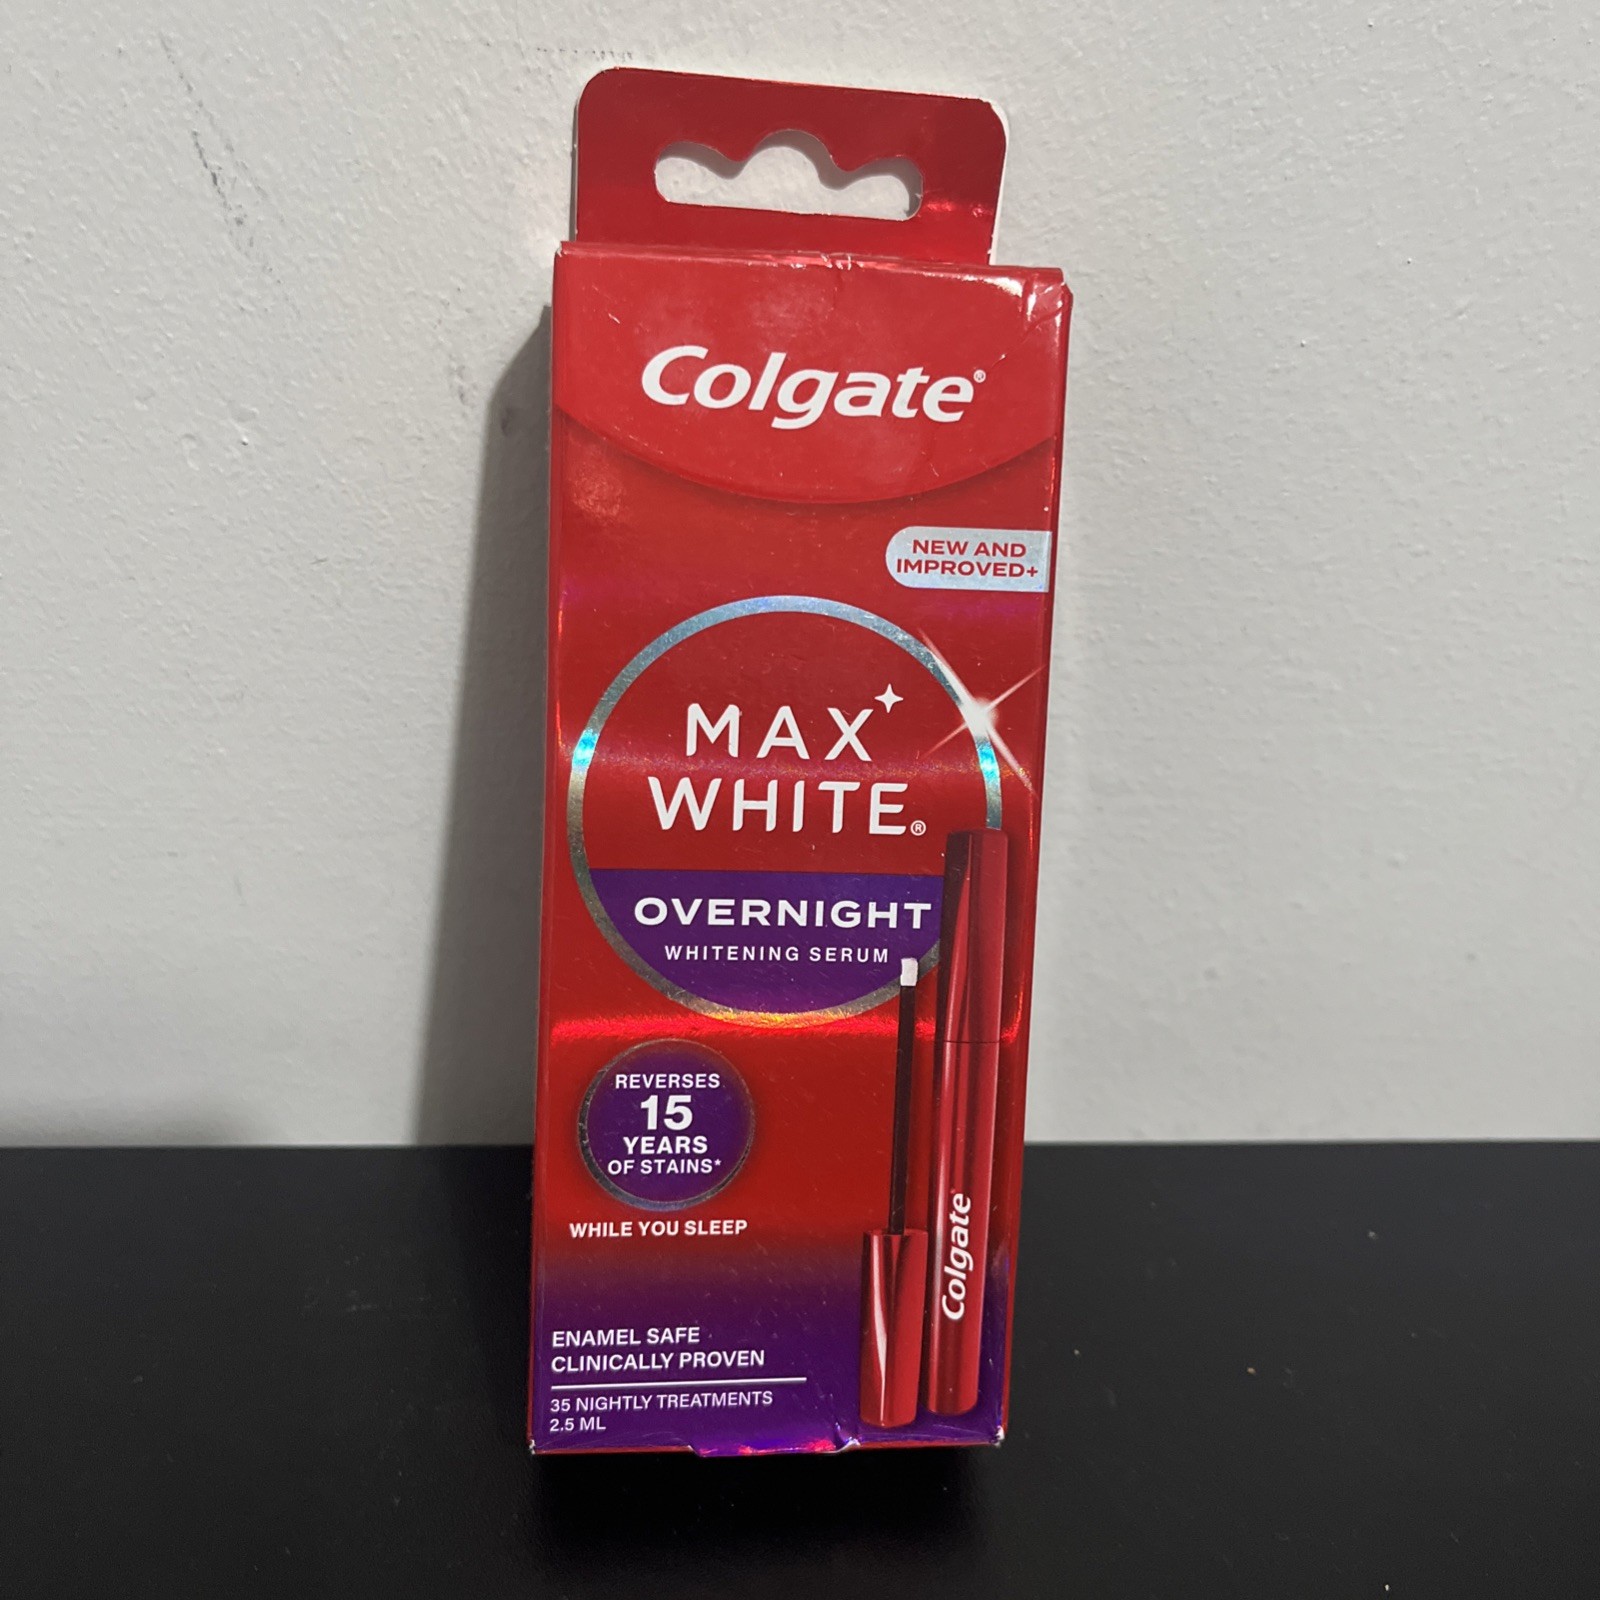 Colgate®
NEW AND
IMPROVED+
MAX
WHITE®
OVERNIGHT
WHITENING SERUM
REVERSES
15
YEARS
OF STAINS*
WHILE YOU SLEEP
Colgate
ENAMEL SAFE
CLINICALLY PROVEN
35 NIGHTLY TREATMENTS
2.5 ML